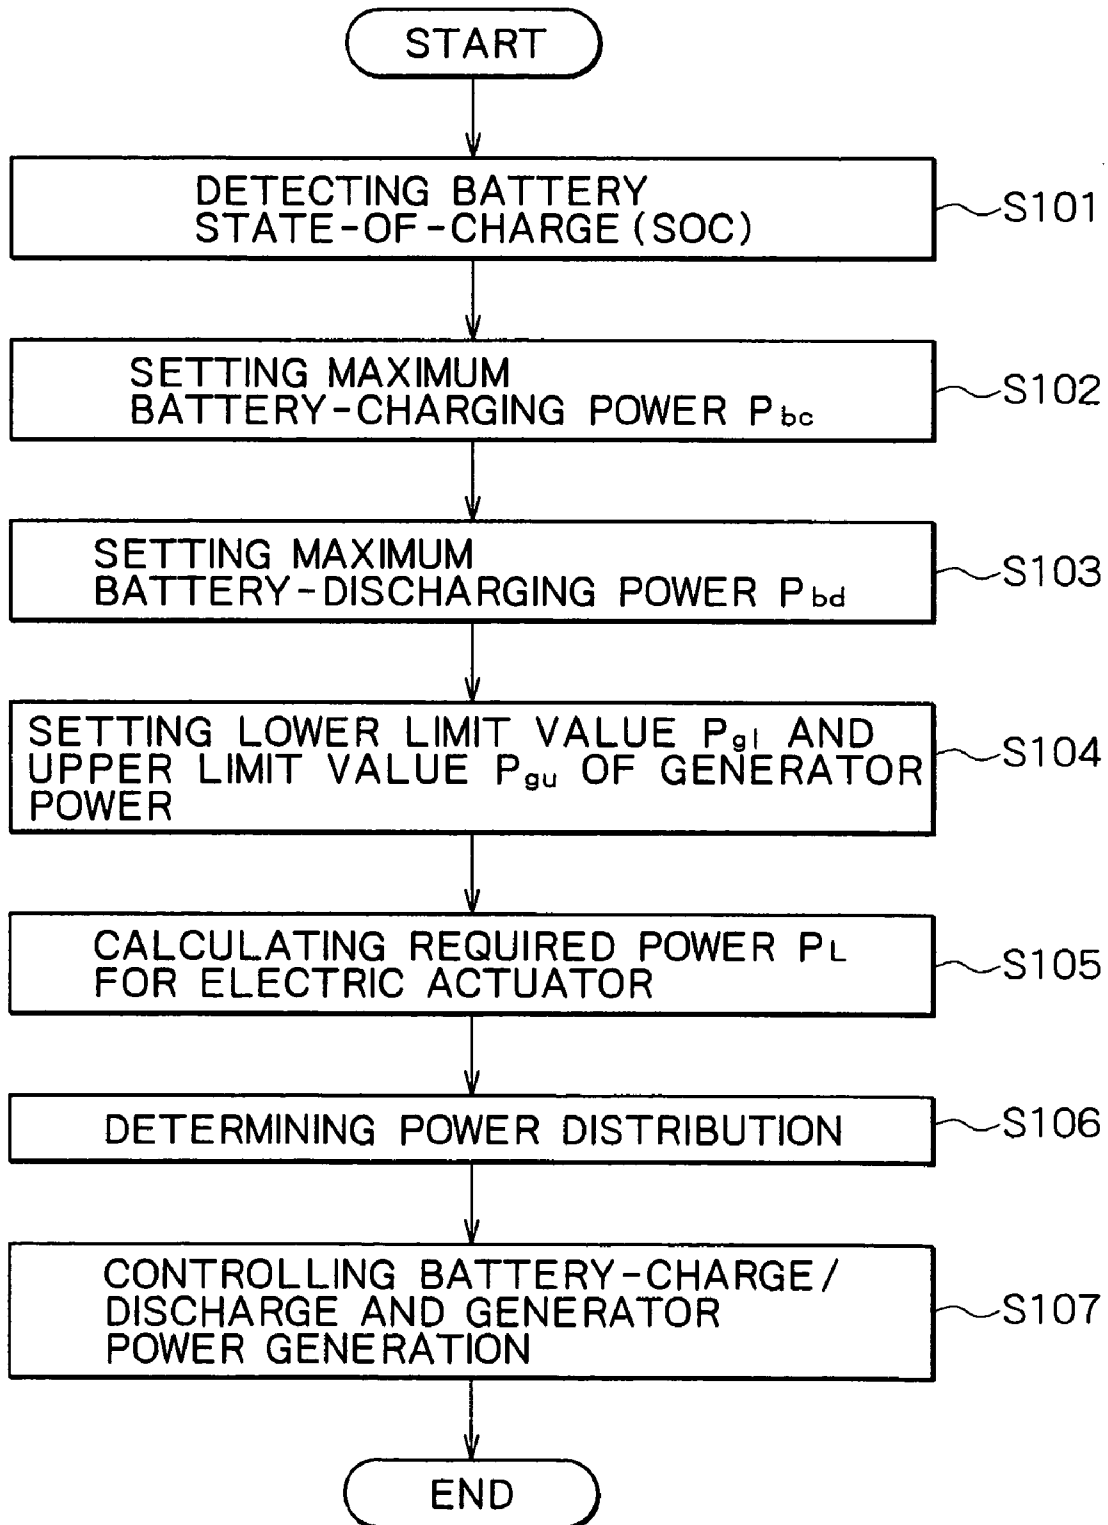 START
DETECTING BATTERY
STATE-OF-CHARGE (SOC)
S101
SETTING MAXIMUM
BATTERY-CHARGING POWER Pbc
S102
SETTING MAXIMUM
BATTERY-DISCHARGING POWER Pbd
S103
SETTING LOWER LIMIT VALUE Pgl AND
UPPER LIMIT VALUE Pgu OF GENERATOR
POWER
S104
CALCULATING REQUIRED POWER PL
FOR ELECTRIC ACTUATOR
S105
DETERMINING POWER DISTRIBUTION
S106
CONTROLLING BATTERY-CHARGE/
DISCHARGE AND GENERATOR
POWER GENERATION
S107
END